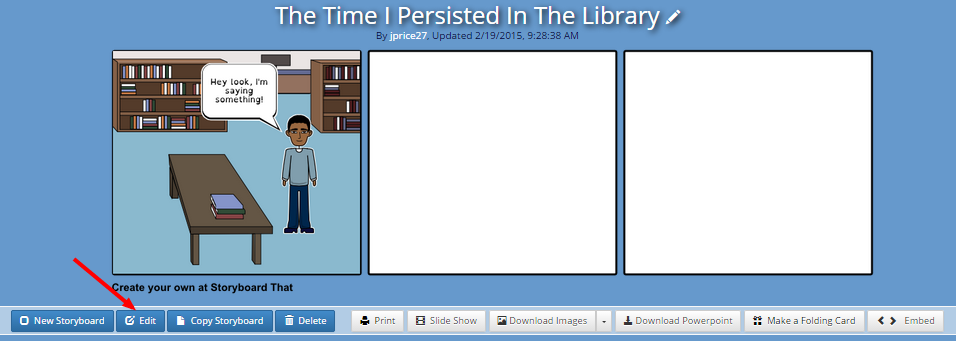 The Time I Persisted In The Library
By jprice27, Updated 2/19/2015, 9:28:38 AM
Hey look, I'm
saying
something!
Create your own at Storyboard That
New Storyboard Edit Copy Storyboard Delete Print Slide Show Download Images Download Powerpoint Make a Folding Card Embed